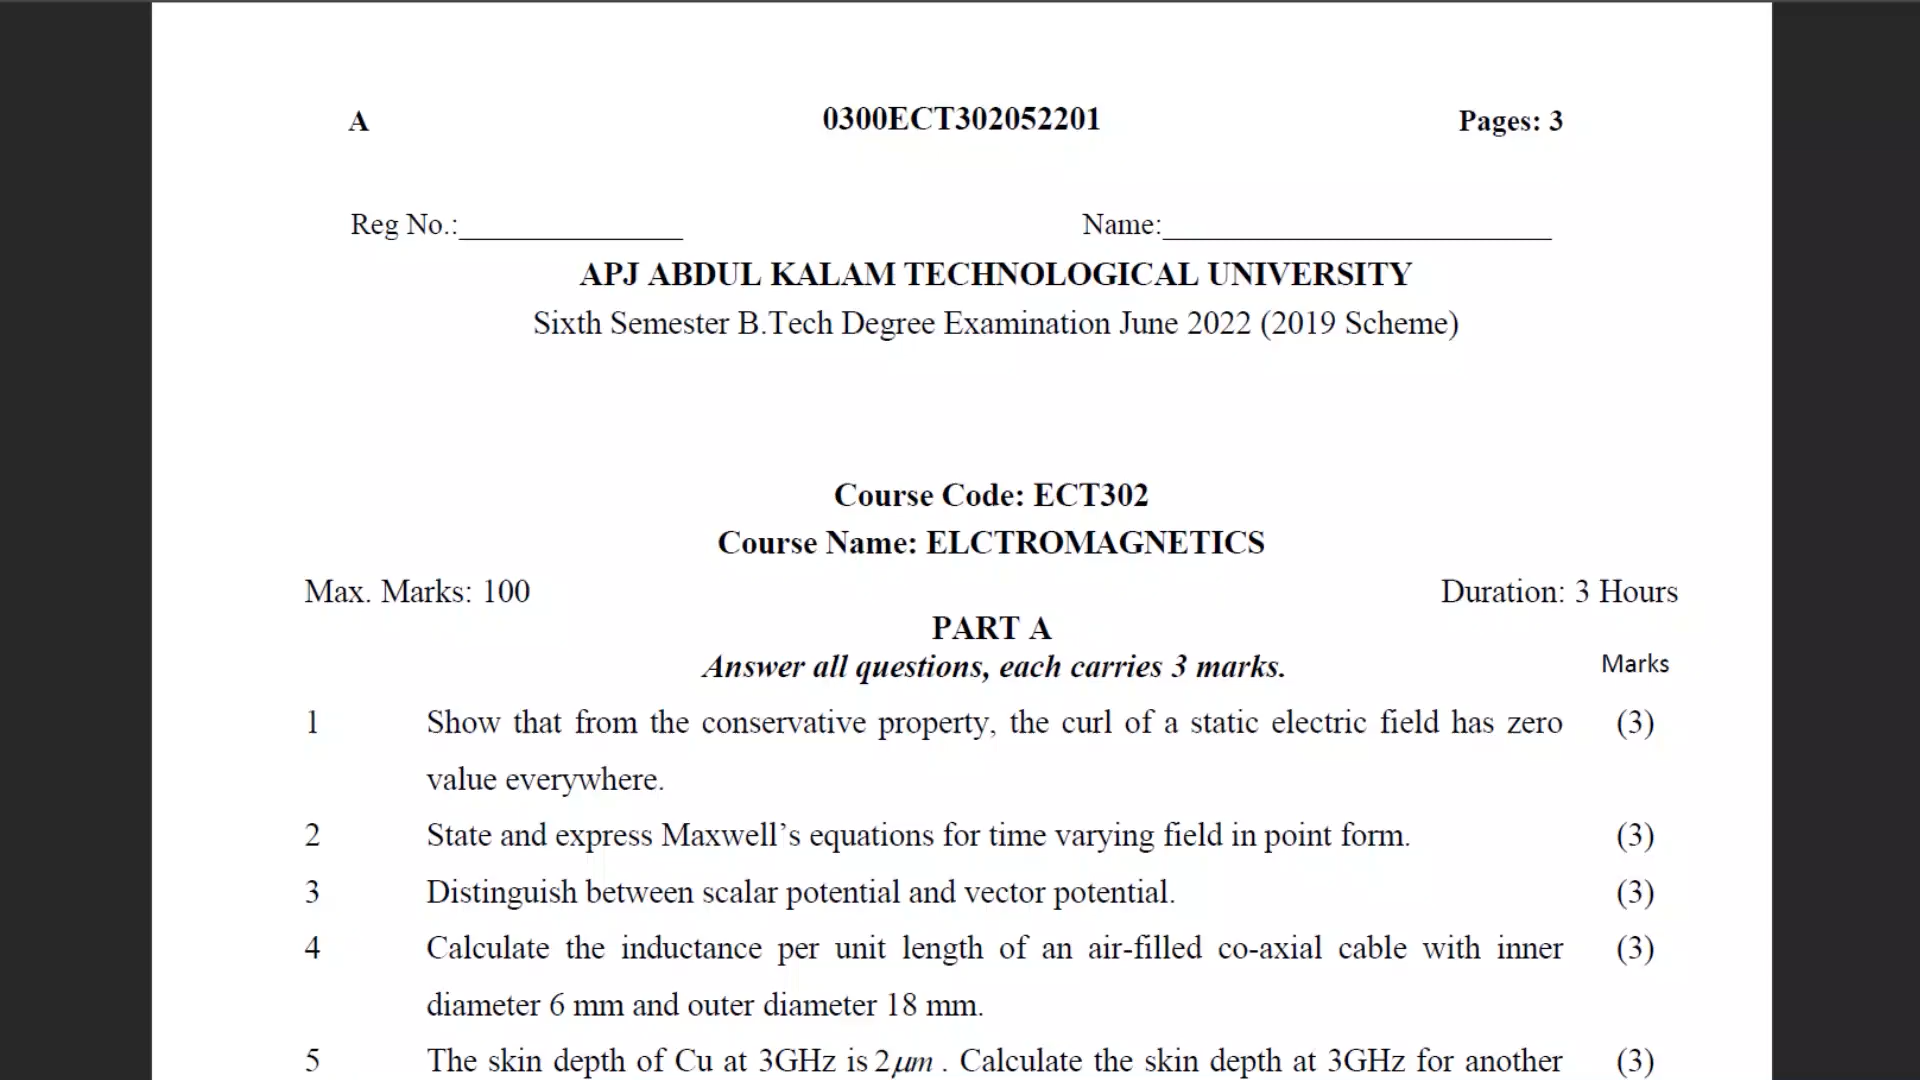 A 0300ECT302052201 Pages: 3
Reg No.:______________ Name:________________________
APJ ABDUL KALAM TECHNOLOGICAL UNIVERSITY
Sixth Semester B.Tech Degree Examination June 2022 (2019 Scheme)
Course Code: ECT302
Course Name: ELCTROMAGNETICS
Max. Marks: 100 Duration: 3 Hours
PART A
Answer all questions, each carries 3 marks. Marks
1 Show that from the conservative property, the curl of a static electric field has zero (3)
value everywhere.
2 State and express Maxwell’s equations for time varying field in point form. (3)
3 Distinguish between scalar potential and vector potential. (3)
4 Calculate the inductance per unit length of an air-filled co-axial cable with inner (3)
diameter 6 mm and outer diameter 18 mm.
5 The skin depth of Cu at 3GHz is 2 μm . Calculate the skin depth at 3GHz for another (3)